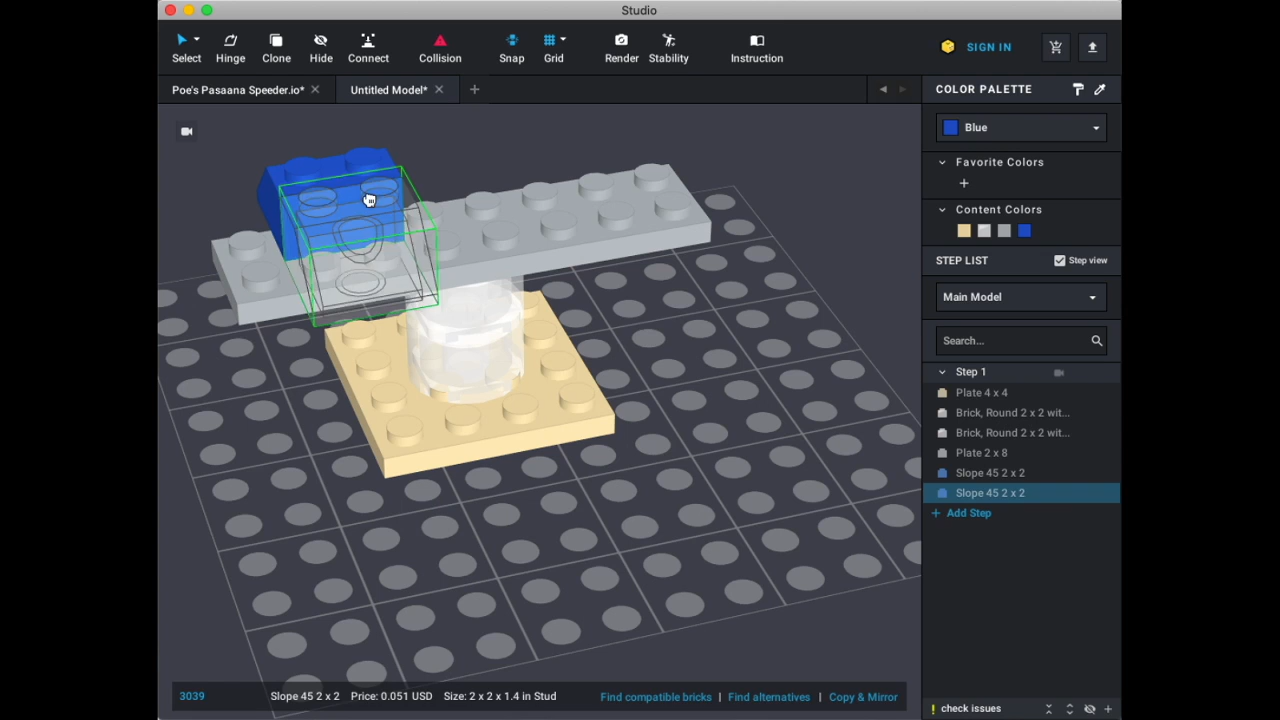 Studio
Select Hinge Clone Hide Connect Collision Snap Grid Render Stability Instruction SIGN IN
Poe's Pasaana Speeder.io* Untitled Model*
COLOR PALETTE
Blue
Favorite Colors
Content Colors
STEP LIST Step view
Main Model
Search...
Step 1
Plate 4 x 4
Brick, Round 2 x 2 wit...
Brick, Round 2 x 2 wit...
Plate 2 x 8
Slope 45 2 x 2
Slope 45 2 x 2
+ Add Step
3039 Slope 45 2 x 2 Price: 0.051 USD Size: 2 x 2 x 1.4 in Stud Find compatible bricks | Find alternatives | Copy & Mirror
! check issues